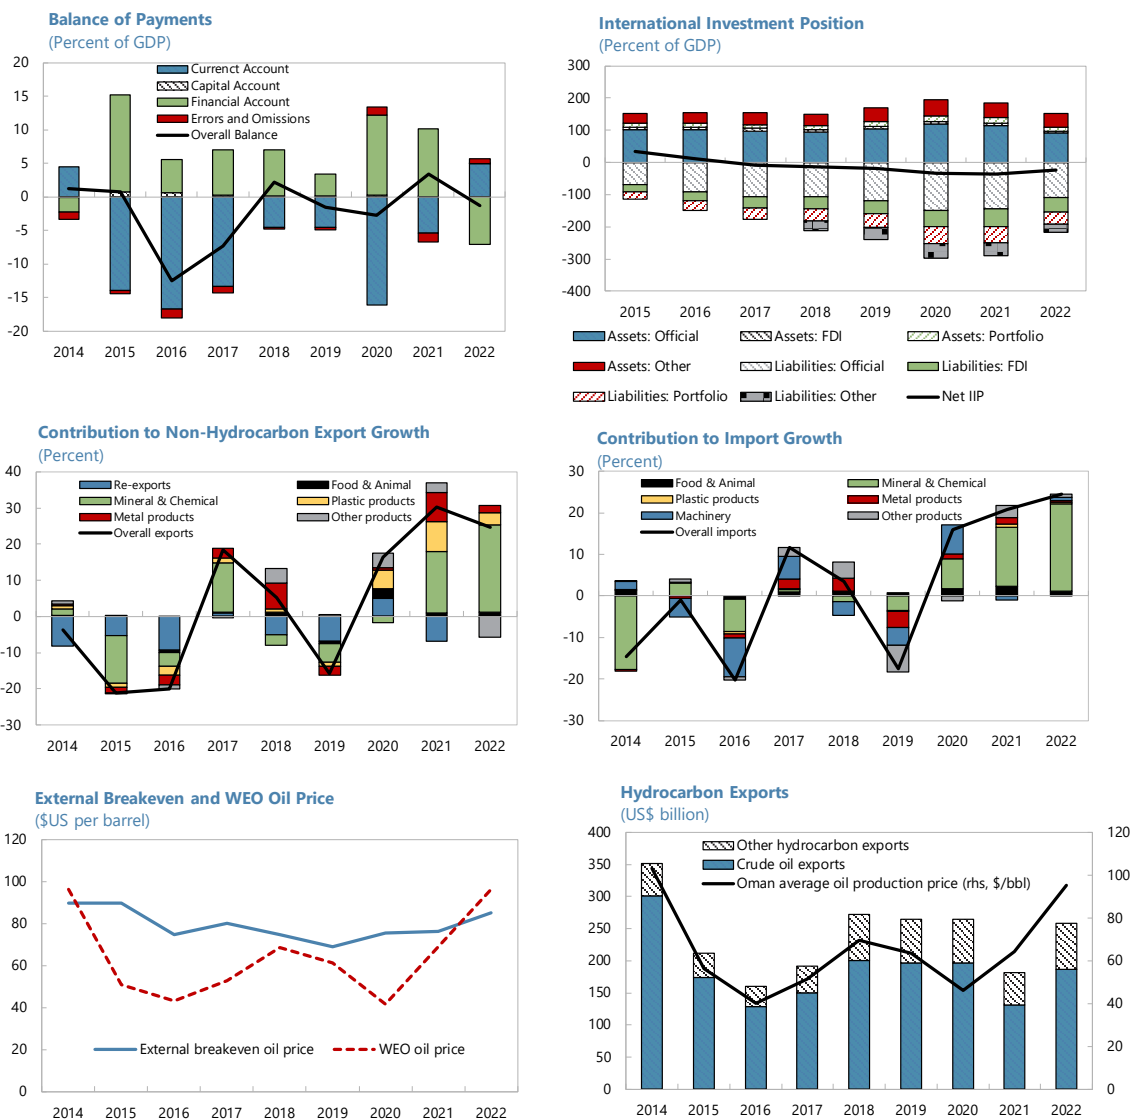 Balance of Payments
(Percent of GDP)
20
15
10
5
0
-5
-10
-15
-20
Currenct Account
Capital Account
Financial Account
Errors and Omissions
Overall Balance
2014 2015 2016 2017 2018 2019 2020 2021 2022
International Investment Position
(Percent of GDP)
300
200
100
0
-100
-200
-300
-400
2015 2016 2017 2018 2019 2020 2021 2022
Assets: Official Assets: FDI Assets: Portfolio
Assets: Other Liabilities: Official Liabilities: FDI
Liabilities: Portfolio Liabilities: Other Net IIP
Contribution to Non-Hydrocarbon Export Growth
(Percent)
40
30
20
10
0
-10
-20
-30
Re-exports Food & Animal
Mineral & Chemical Plastic products
Metal products Other products
Overall exports
2014 2015 2016 2017 2018 2019 2020 2021 2022
Contribution to Import Growth
(Percent)
30
20
10
0
-10
-20
-30
Food & Animal Mineral & Chemical
Plastic products Metal products
Machinery Other products
Overall imports
2014 2015 2016 2017 2018 2019 2020 2021 2022
External Breakeven and WEO Oil Price
($US per barrel)
120
100
80
60
40
20
0
External breakeven oil price WEO oil price
2014 2015 2016 2017 2018 2019 2020 2021 2022
Hydrocarbon Exports
(US$ billion)
400
350
300
250
200
150
100
50
0
Other hydrocarbon exports
Crude oil exports
Oman average oil production price (rhs, $/bbl)
120
100
80
60
40
20
0
2014 2015 2016 2017 2018 2019 2020 2021 2022